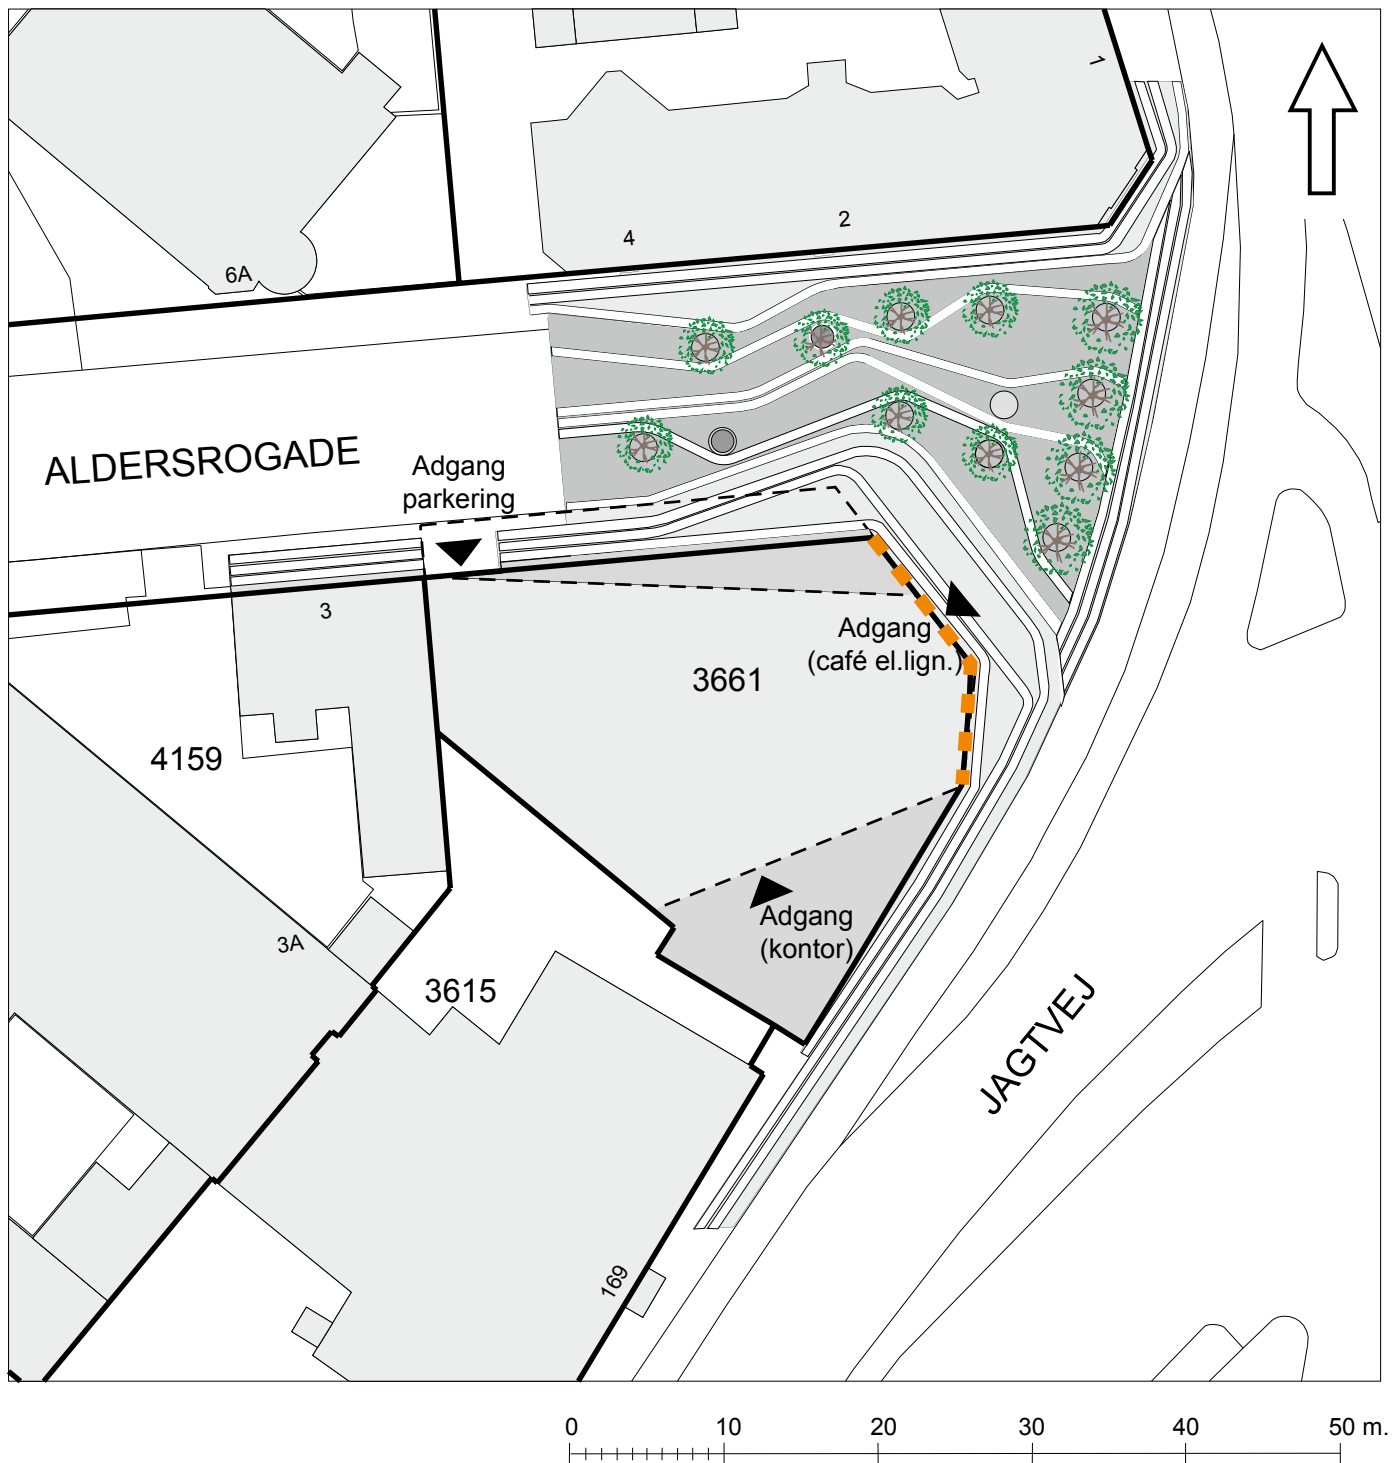 1
2
4
6A
ALDERSROGADE
Adgang
parkering
3
Adgang
(café el.lign.)
3661
4159
Adgang
(kontor)
3A
3615
JAGTVEJ
169
0 10 20 30 40 50 m.